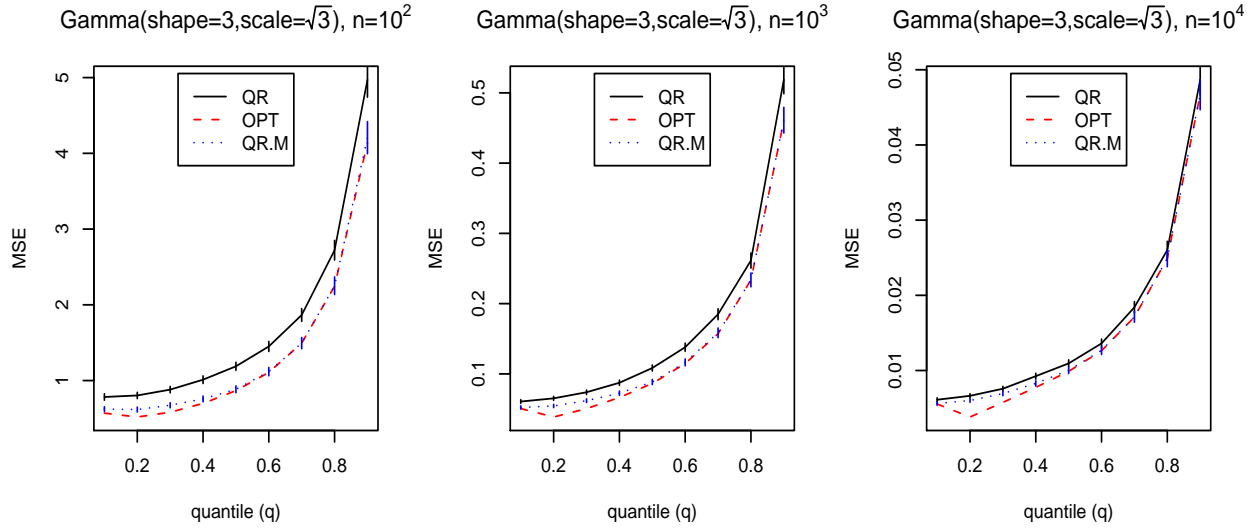 Gamma(shape=3,scale=√3), n=10²
MSE
5
4
3
2
1
QR
OPT
QR.M
0.2 0.4 0.6 0.8
quantile (q)
Gamma(shape=3,scale=√3), n=10³
MSE
0.5
0.4
0.3
0.2
0.1
QR
OPT
QR.M
0.2 0.4 0.6 0.8
quantile (q)
Gamma(shape=3,scale=√3), n=10⁴
MSE
0.05
0.04
0.03
0.02
0.01
QR
OPT
QR.M
0.2 0.4 0.6 0.8
quantile (q)